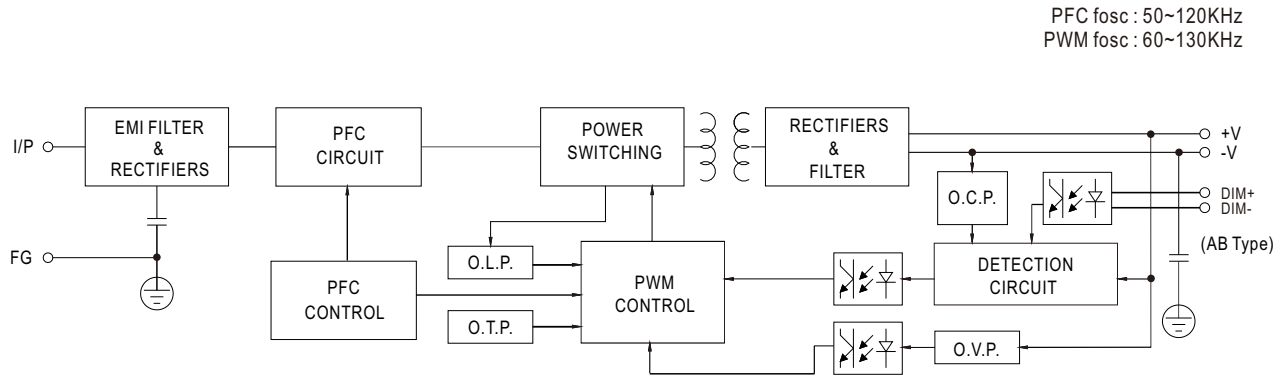 PFC fosc : 50~120KHz
PWM fosc : 60~130KHz
I/P
EMI FILTER
&
RECTIFIERS
PFC
CIRCUIT
POWER
SWITCHING
RECTIFIERS
&
FILTER
+V
-V
O.C.P.
DIM+
DIM-
(AB Type)
FG
O.L.P.
PFC
CONTROL
PWM
CONTROL
DETECTION
CIRCUIT
O.T.P.
O.V.P.